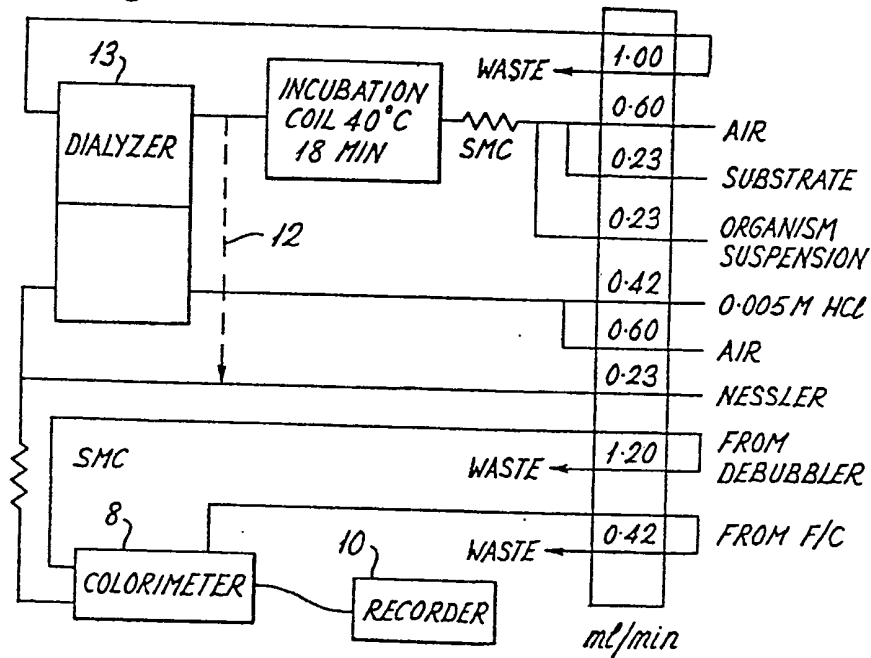 13
DIALYZER
INCUBATION
COIL 40°C
18 MIN
SMC
WASTE
1·00
0·60
AIR
0·23
SUBSTRATE
0·23
ORGANISM
SUSPENSION
12
0·42
0·005M HCl
0·60
AIR
0·23
NESSLER
SMC
WASTE
1·20
FROM
DEBUBBLER
8
COLORIMETER
10
RECORDER
WASTE
0·42
FROM F/C
ml/min